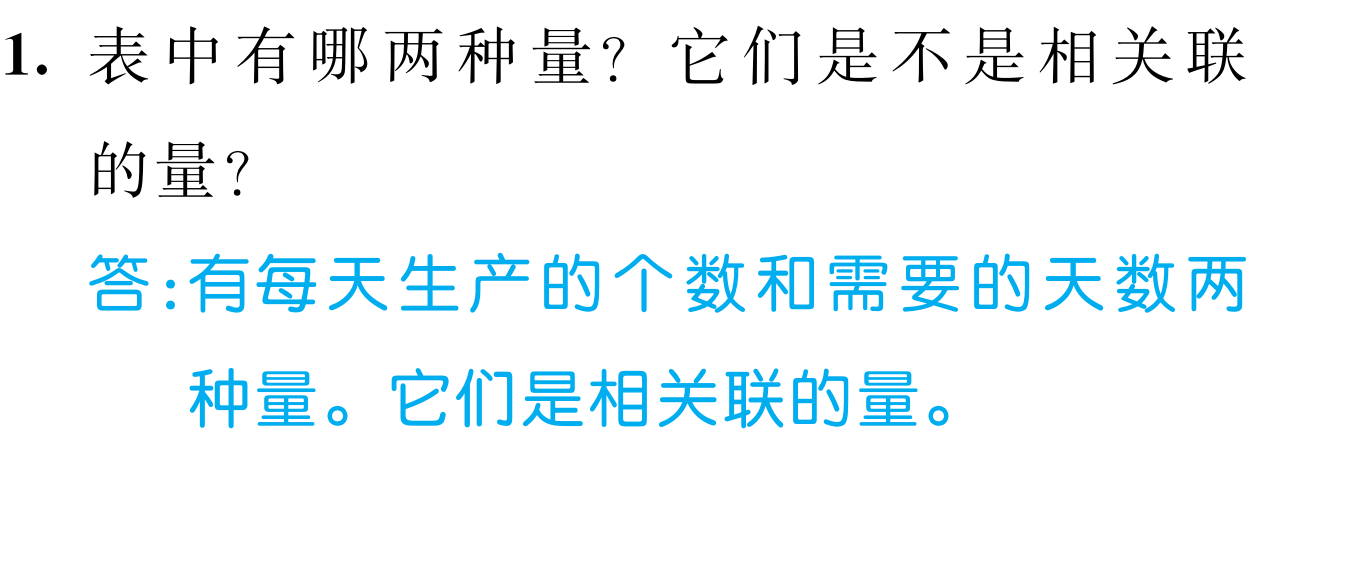 1. 表中有哪两种量？它们是不是相关联
的量？
答:有每天生产的个数和需要的天数两
种量。它们是相关联的量。